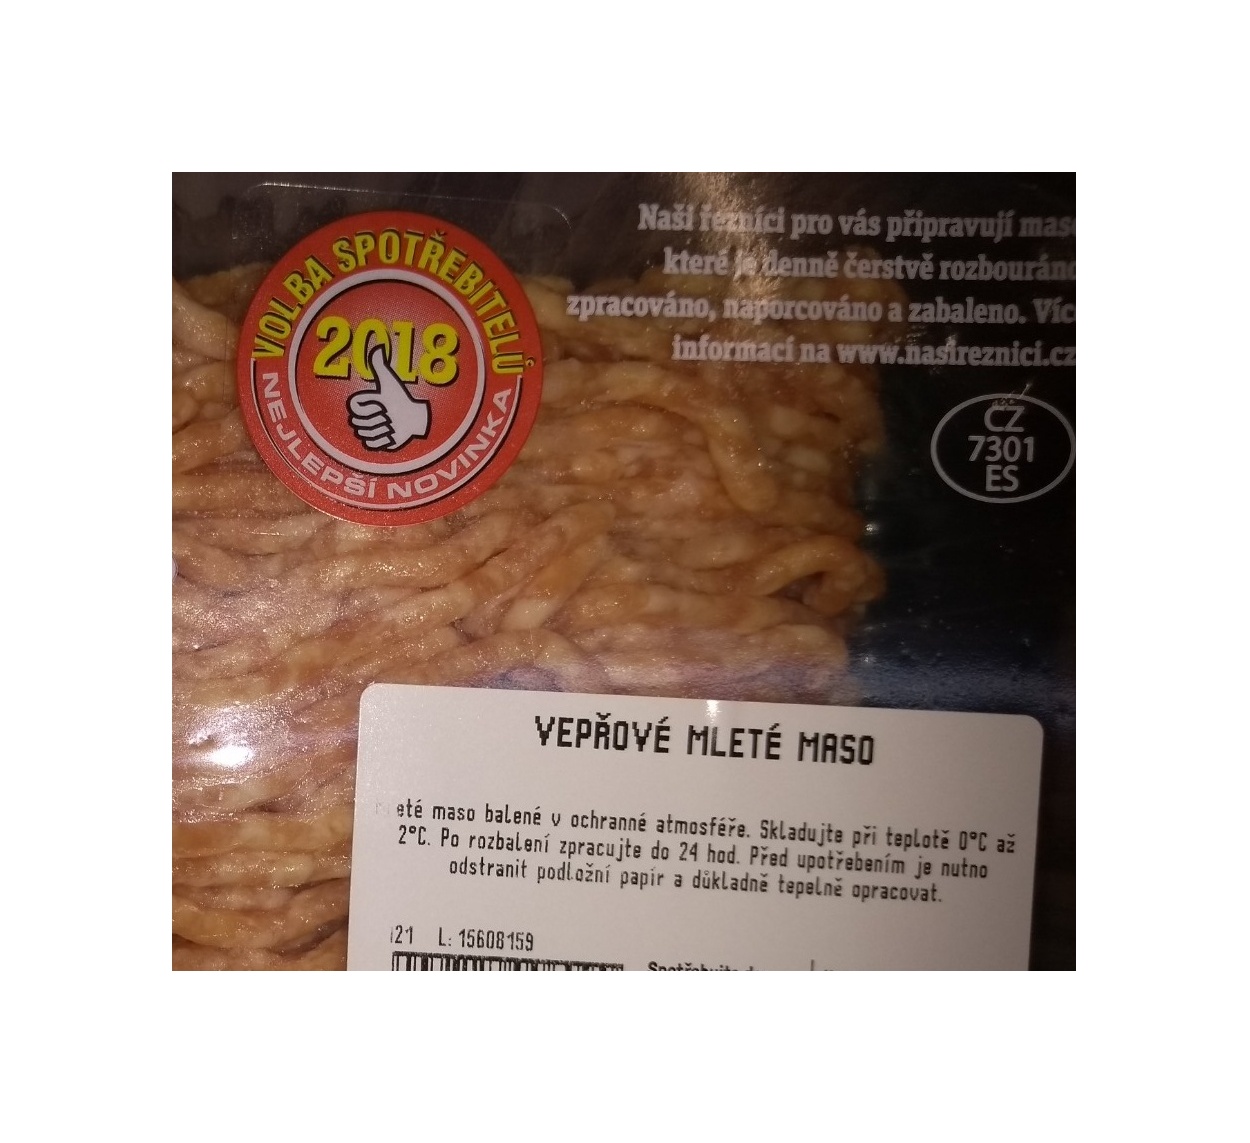 VOLBA SPOTŘEBITELŮ
2018
NEJLEPŠÍ NOVINKA
Naši řezníci pro vás připravují maso
které je denně čerstvě rozbouráno
zpracováno, naporcováno a zabaleno. Víc
informací na www.nasireznici.cz
CZ
7301
ES
VEPŘOVÉ MLETÉ MASO
eté maso balené v ochranné atmosféře. Skladujte při teplotě 0°C až
2°C. Po rozbalení zpracujte do 24 hod. Před upotřebením je nutno
odstranit podložní papír a důkladně tepelně opracovat.
21 L: 15608159